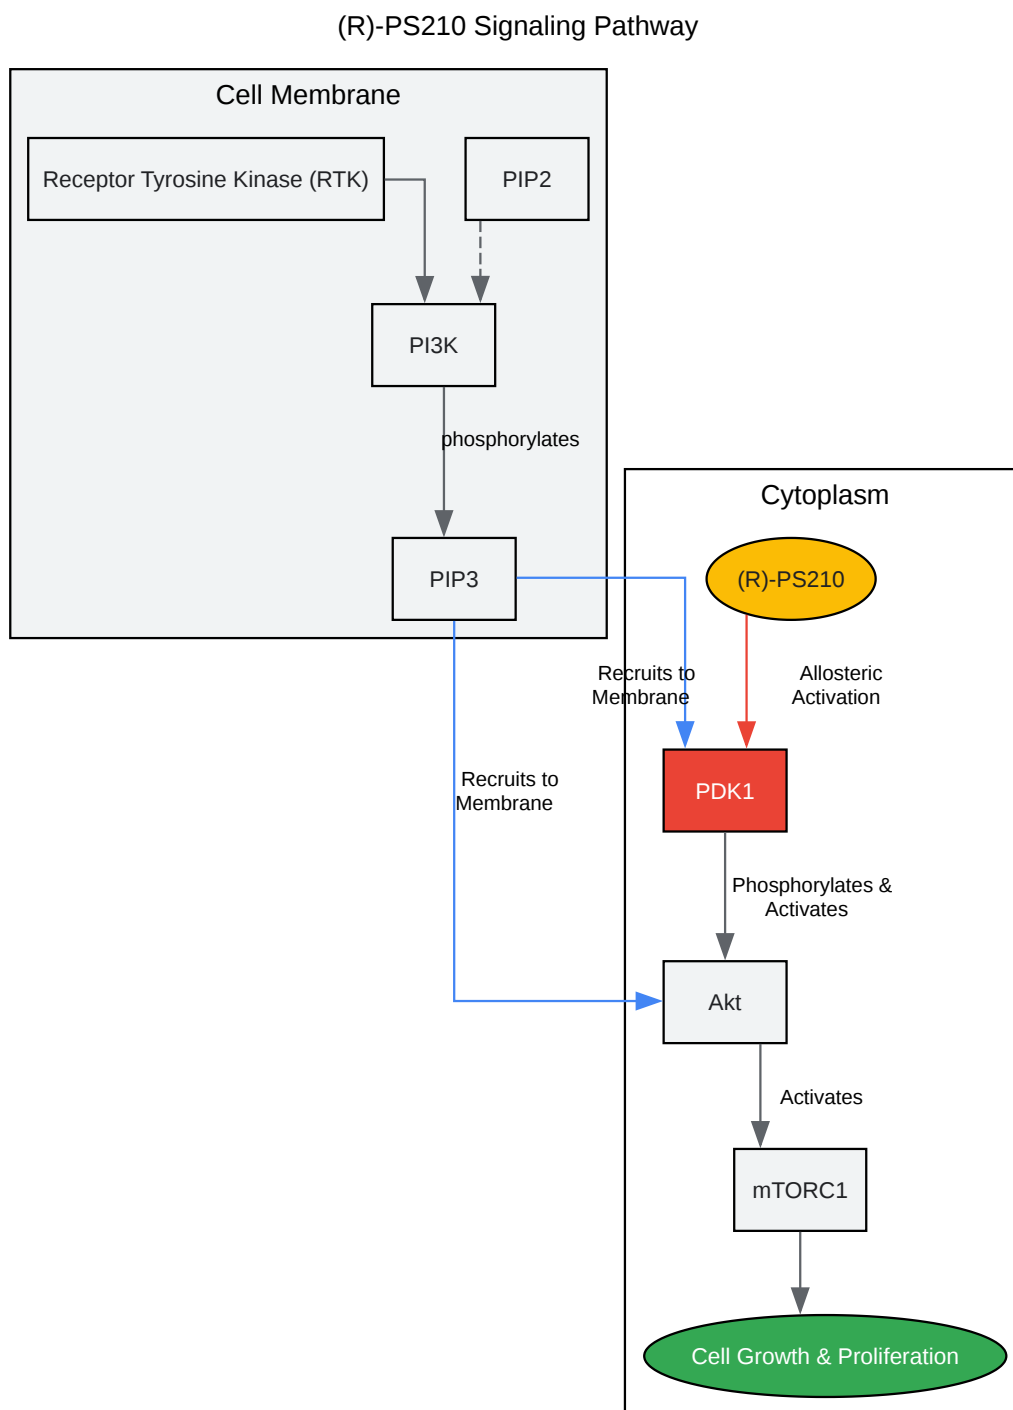 (R)-PS210 Signaling Pathway
Cell Membrane
Receptor Tyrosine Kinase (RTK)
PIP2
PI3K
phosphorylates
Cytoplasm
PIP3
(R)-PS210
Recruits to
Membrane
Allosteric
Activation
Recruits to
Membrane
PDK1
Phosphorylates &
Activates
Akt
Activates
mTORC1
Cell Growth & Proliferation